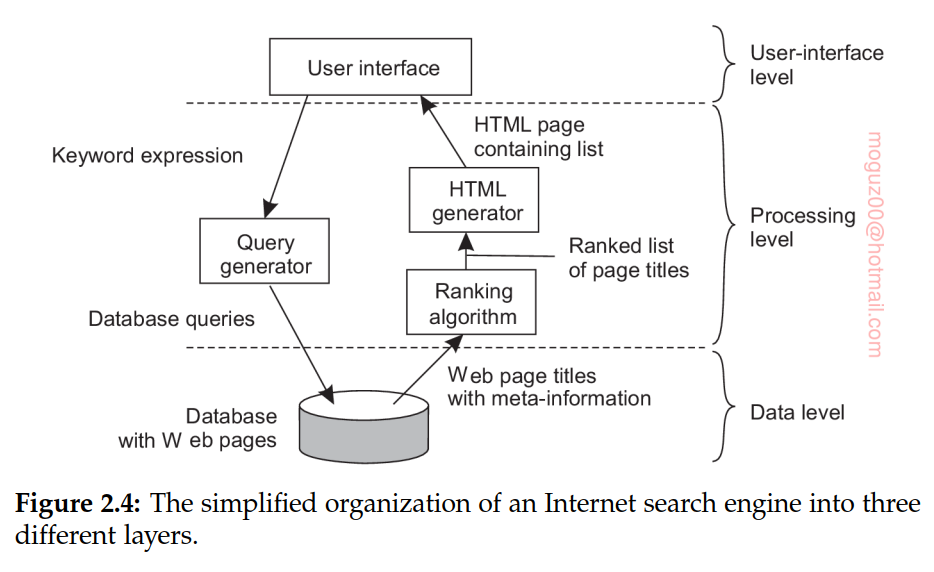 User interface
User-interface
level
HTML page
containing list
Keyword expression
HTML
generator
Processing
level
Query
generator
Ranked list
of page titles
Ranking
algorithm
Database queries
Web page titles
with meta-information
Database
with W eb pages
Data level
moguz00@hotmail.com
Figure 2.4: The simplified organization of an Internet search engine into three
different layers.